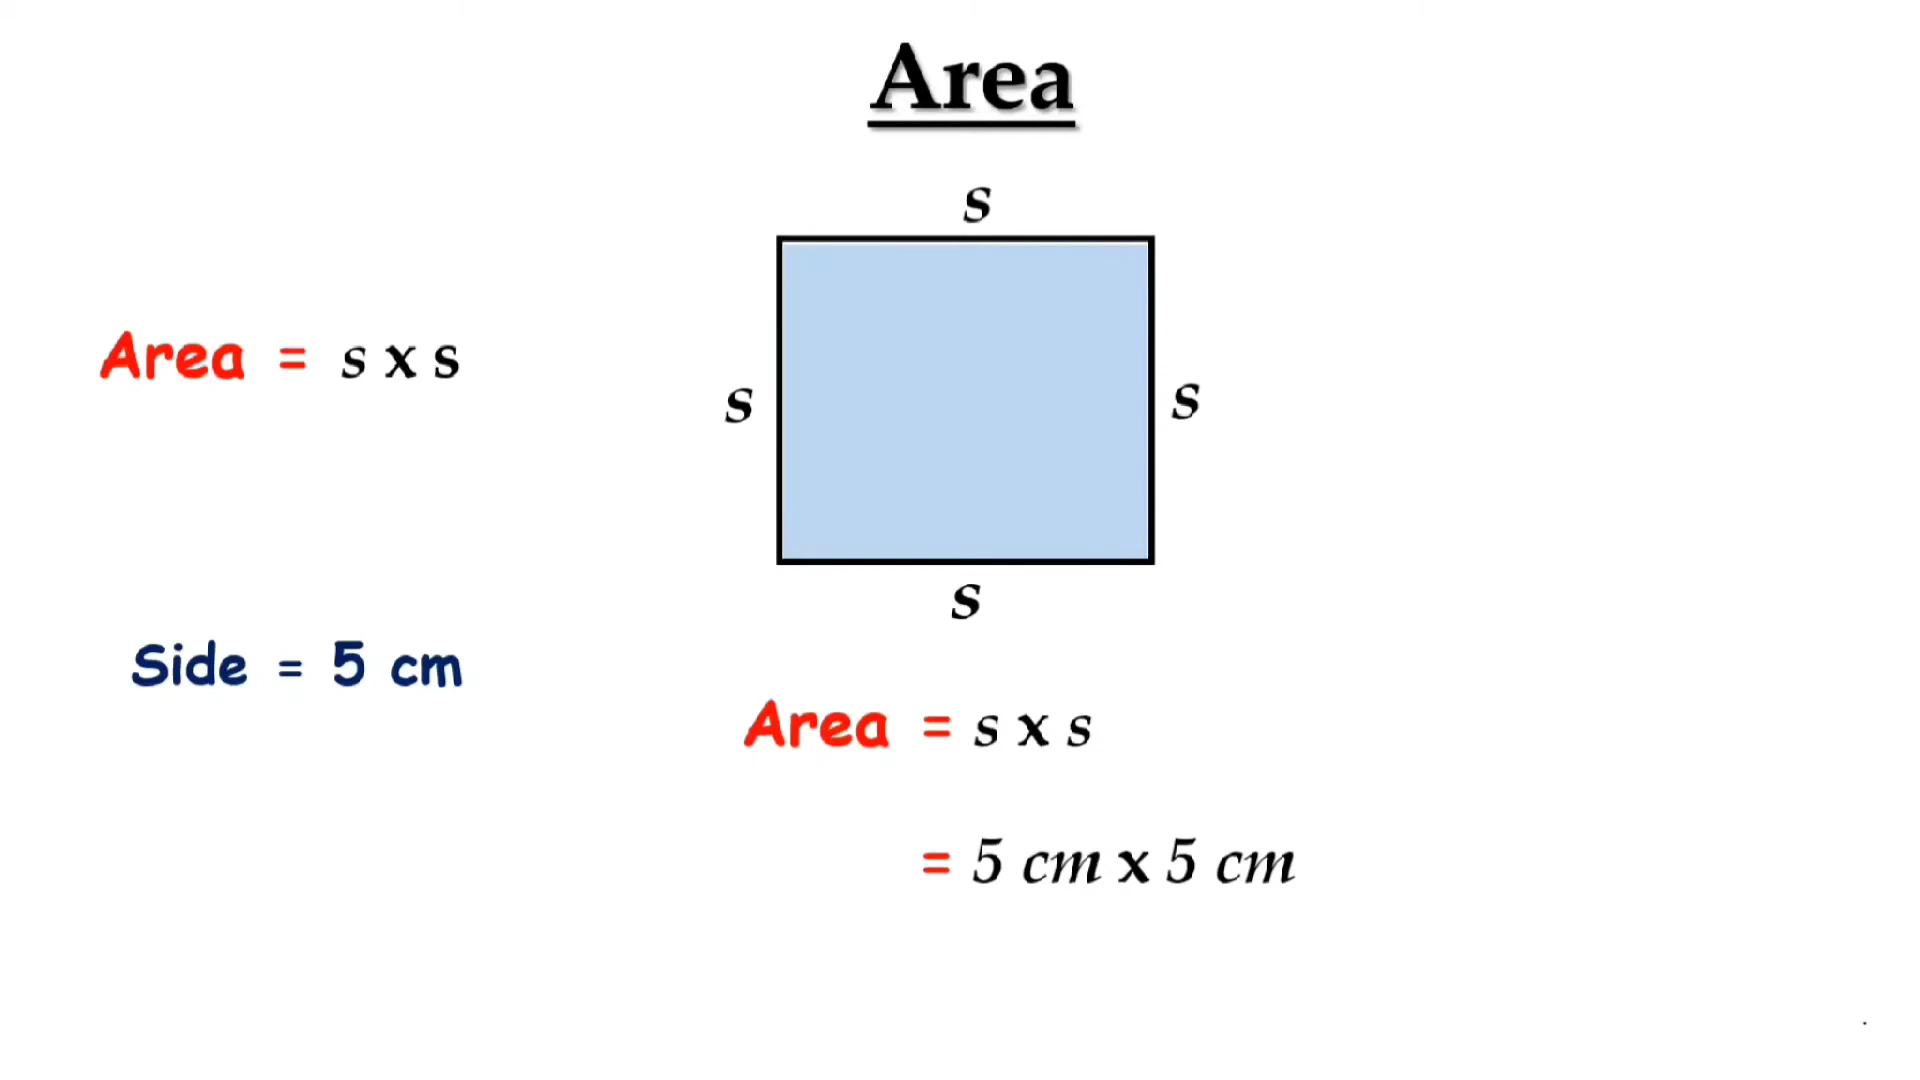 Area
s
Area = s x s
s
s
s
Side = 5 cm
Area = s x s
= 5 cm x 5 cm